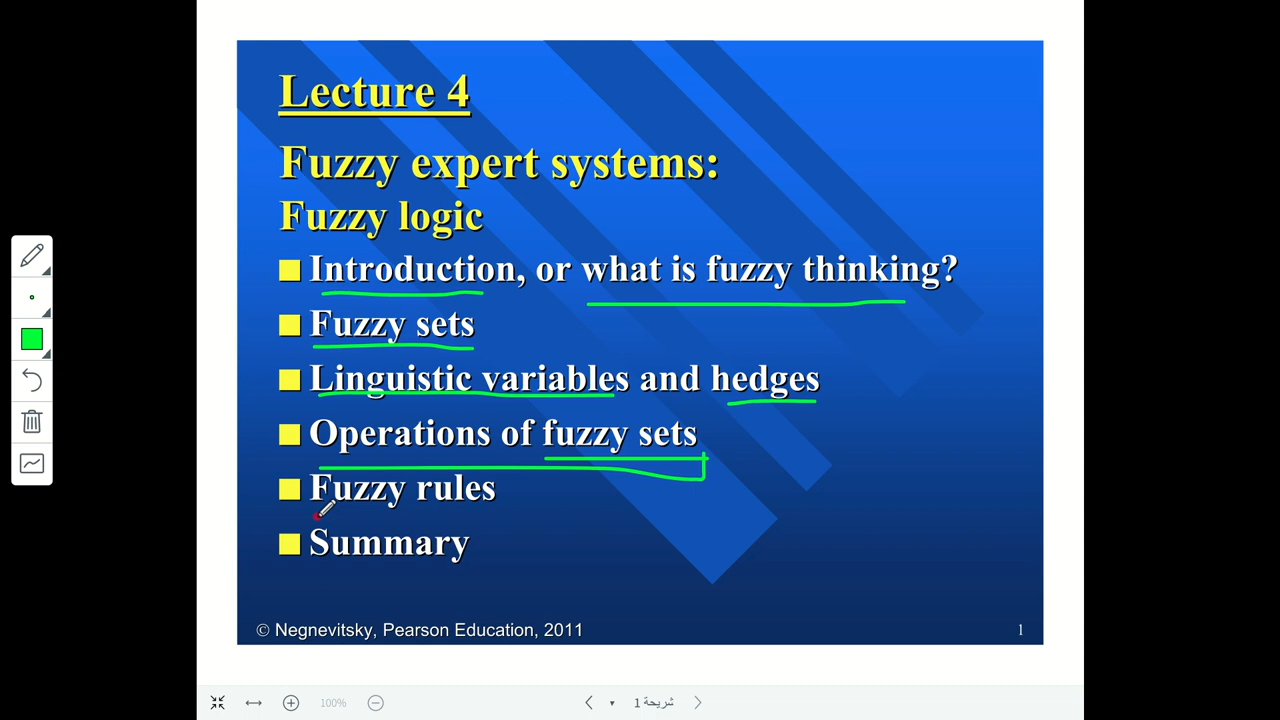 Lecture 4
Fuzzy expert systems:
Fuzzy logic
Introduction, or what is fuzzy thinking?
Fuzzy sets
Linguistic variables and hedges
Operations of fuzzy sets
Fuzzy rules
Summary
© Negnevitsky, Pearson Education, 2011
1
100%
شريحة 1